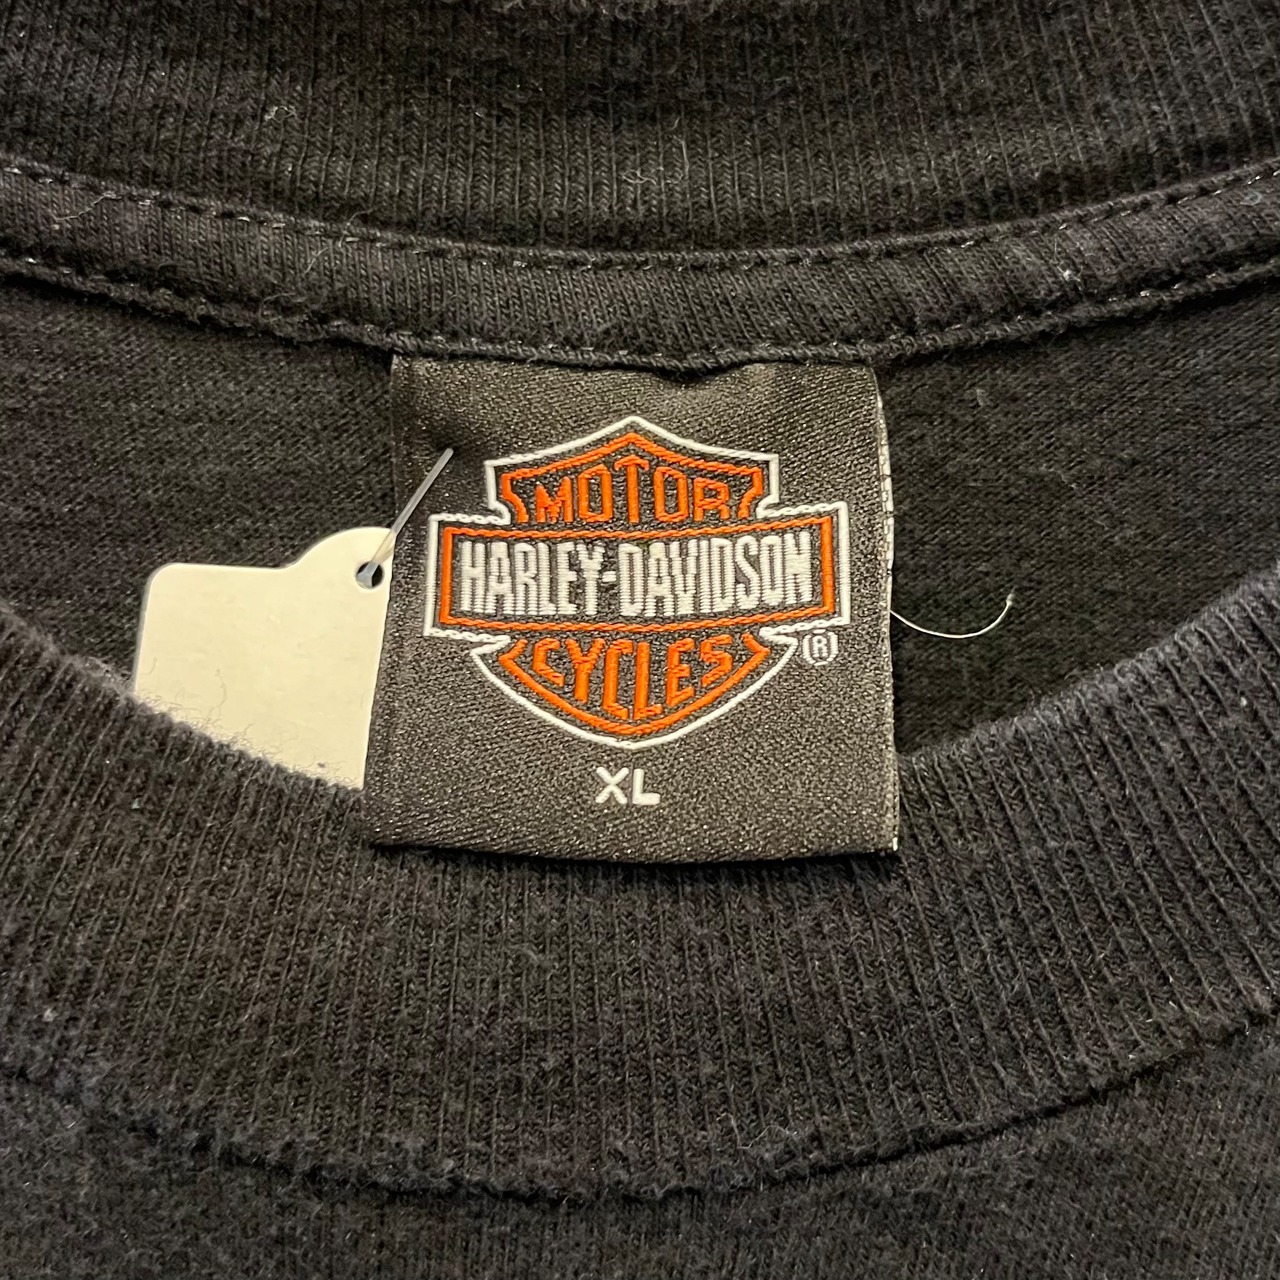 MOTOR
HARLEY-DAVIDSON
CYCLES
®
XL